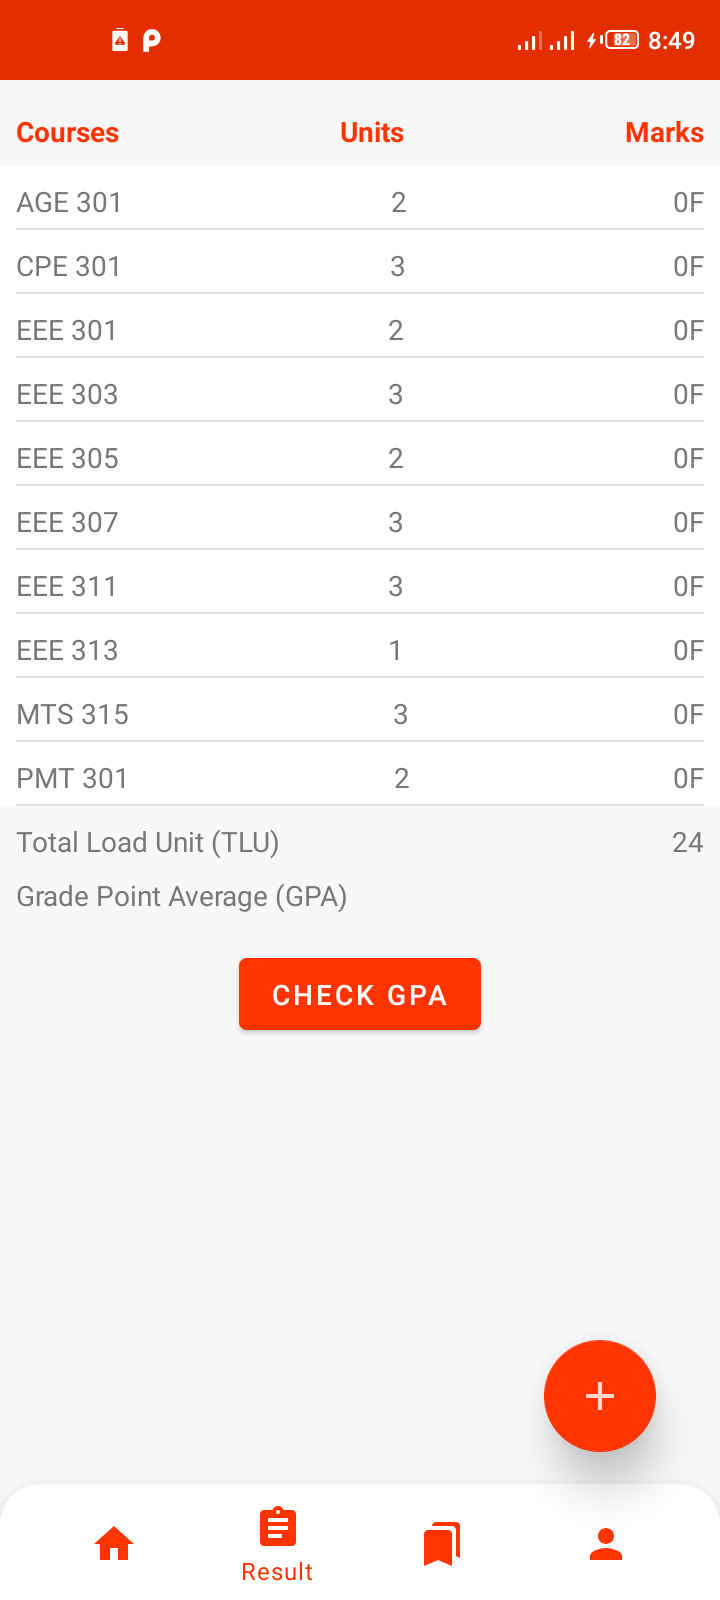 82 8:49
Courses Units Marks
AGE 301 2 0F
CPE 301 3 0F
EEE 301 2 0F
EEE 303 3 0F
EEE 305 2 0F
EEE 307 3 0F
EEE 311 3 0F
EEE 313 1 0F
MTS 315 3 0F
PMT 301 2 0F
Total Load Unit (TLU) 24
Grade Point Average (GPA)
CHECK GPA
Result